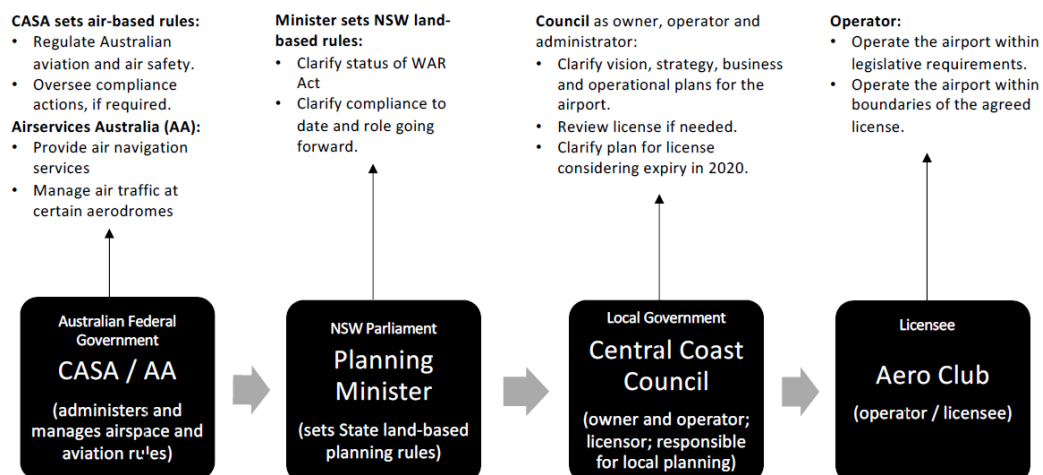 CASA sets air-based rules:
• Regulate Australian
aviation and air safety.
• Oversee compliance
actions, if required.
Airservices Australia (AA):
• Provide air navigation
services
• Manage air traffic at
certain aerodromes
Minister sets NSW land-
based rules:
• Clarify status of WAR
Act
• Clarify compliance to
date and role going
forward.
Council as owner, operator and
administrator:
• Clarify vision, strategy, business
and operational plans for the
airport.
• Review license if needed.
• Clarify plan for license
considering expiry in 2020.
Operator:
• Operate the airport within
legislative requirements.
• Operate the airport within
boundaries of the agreed
license.
Australian Federal
Government
CASA / AA
(administers and
manages airspace and
aviation rules)
NSW Parliament
Planning
Minister
(sets State land-based
planning rules)
Local Government
Central Coast
Council
(owner and operator;
licensor; responsible
for local planning)
Licensee
Aero Club
(operator / licensee)